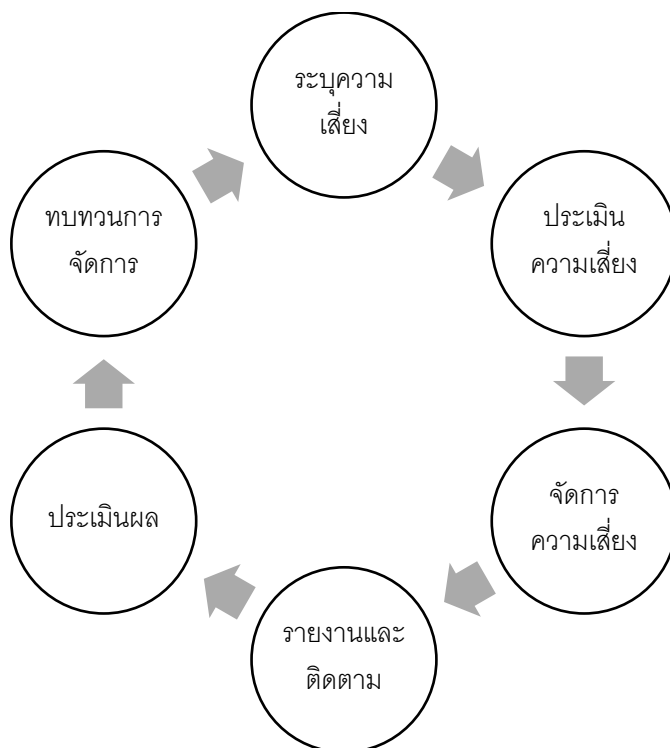 ระบุความ
เสี่ยง
ประเมิน
ความเสี่ยง
จัดการ
ความเสี่ยง
รายงานและ
ติดตาม
ประเมินผล
ทบทวนการ
จัดการ